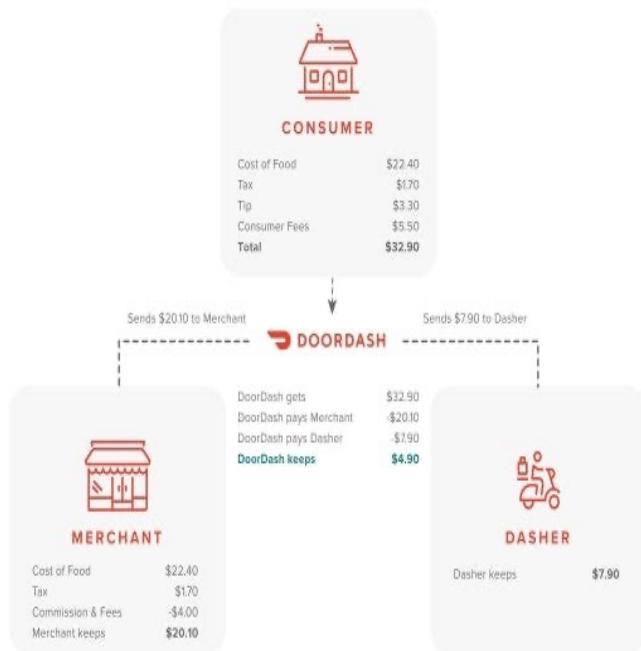 CONSUMER
Cost of Food $22.40
Tax $1.70
Tip $3.30
Consumer Fees $5.50
Total $32.90
Sends $20.10 to Merchant
Sends $7.90 to Dasher
DOORDASH
DoorDash gets $32.90
DoorDash pays Merchant -$20.10
DoorDash pays Dasher -$7.90
DoorDash keeps $4.90
MERCHANT
Cost of Food $22.40
Tax $1.70
Commission & Fees -$4.00
Merchant keeps $20.10
DASHER
Dasher keeps $7.90